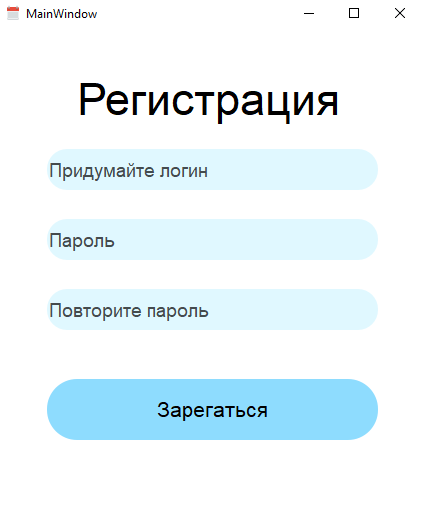 MainWindow
Регистрация
Придумайте логин
Пароль
Повторите пароль
Зарегаться